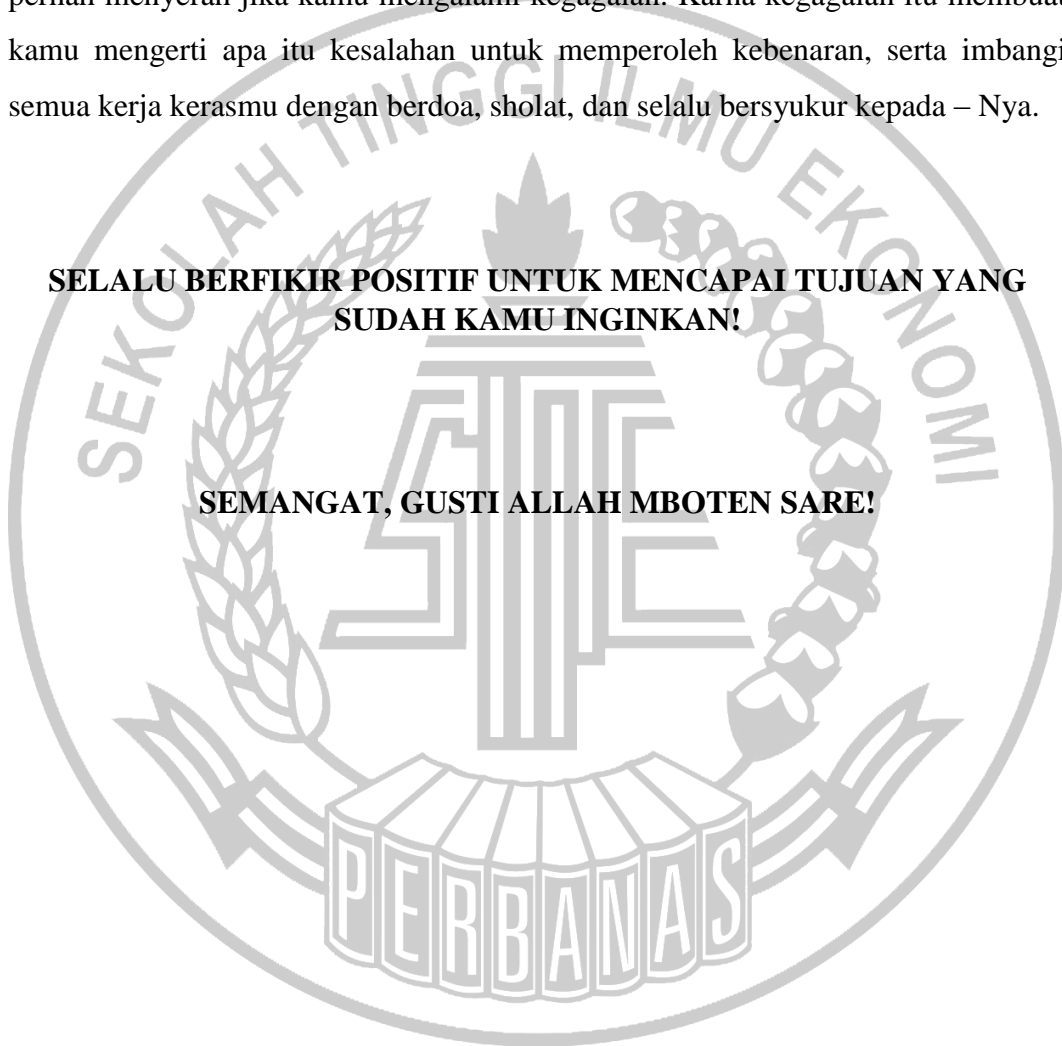 pernah menyerah jika kamu mengalami kegagalan. Karna kegagalan itu membuat
kamu mengerti apa itu kesalahan untuk memperoleh kebenaran, serta imbangi
semua kerja kerasmu dengan berdoa, sholat, dan selalu bersyukur kepada – Nya.
SEKOLAH TINGGI ILMU EKONOMI
SELALU BERFIKIR POSITIF UNTUK MENCAPAI TUJUAN YANG
SUDAH KAMU INGINKAN!
SEMANGAT, GUSTI ALLAH MBOTEN SARE!
PERBANAS